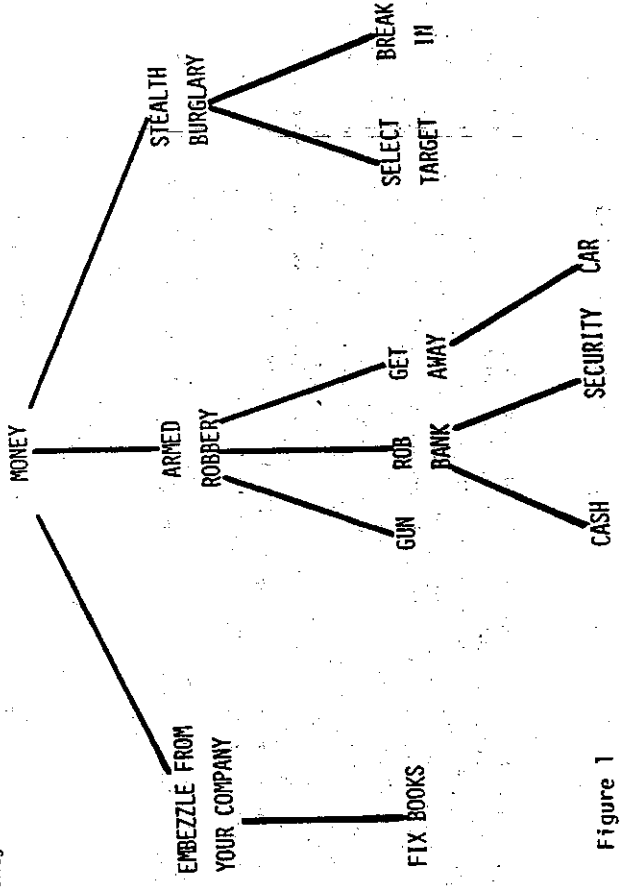 MONEY
EMBEZZLE FROM
YOUR COMPANY
ARMED
ROBBERY
STEALTH
BURGLARY
FIX BOOKS
GUN
ROB
BANK
GET
AWAY
SELECT
TARGET
BREAK
IN
CASH
SECURITY
CAR
Figure 1